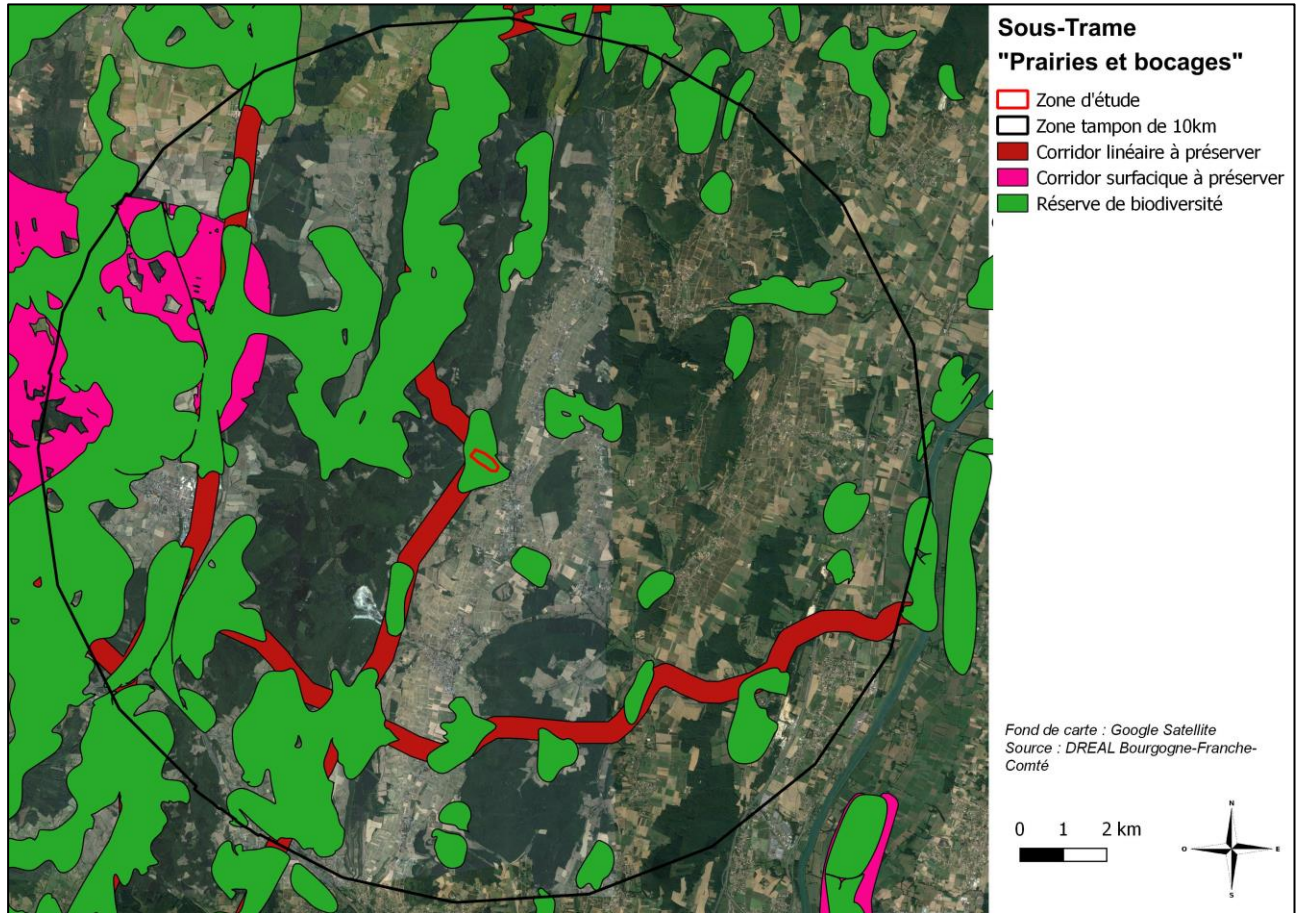 Sous-Trame
"Prairies et bocages"
Zone d'étude
Zone tampon de 10km
Corridor linéaire à préserver
Corridor surfacique à préserver
Réserve de biodiversité
Fond de carte : Google Satellite
Source : DREAL Bourgogne-Franche-
Comté
0 1 2 km
N
O E
S